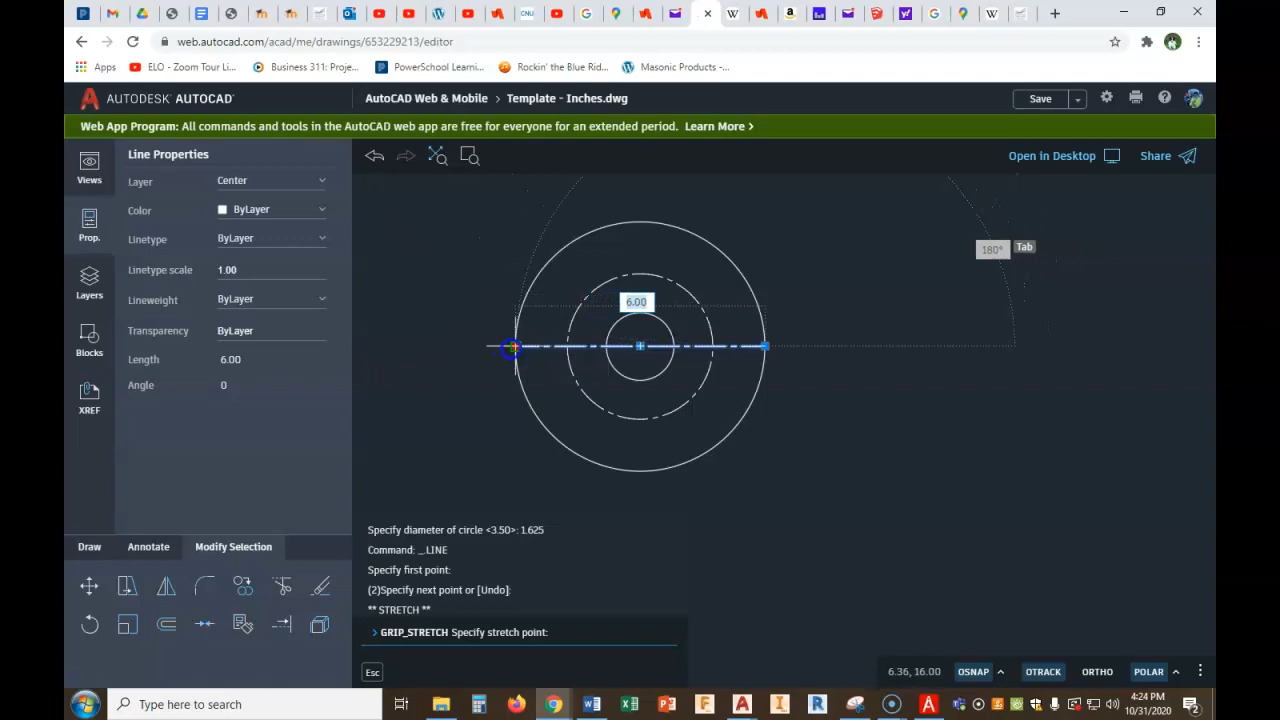 CNU
web.autocad.com/acad/me/drawings/653229213/editor
Apps ELO - Zoom Tour Li... Business 311: Proje... PowerSchool Learni... Rockin' the Blue Rid... Masonic Products -...
AUTODESK AUTOCAD
AutoCAD Web & Mobile > Template - Inches.dwg
Save
Web App Program: All commands and tools in the AutoCAD web app are free for everyone for an extended period. Learn More >
Views
Prop.
Layers
Blocks
XREF
Line Properties
Layer Center
Color ByLayer
Linetype ByLayer
Linetype scale 1.00
Lineweight ByLayer
Transparency ByLayer
Length 6.00
Angle 0
Open in Desktop Share
180° Tab
6.00
Draw Annotate Modify Selection
Specify diameter of circle <3.50>: 1.625
Command: _.LINE
Specify first point:
(2)Specify next point or [Undo]:
** STRETCH **
> GRIP_STRETCH Specify stretch point:
Esc
6.36, 16.00 OSNAP OTRACK ORTHO POLAR
Type here to search
4:24 PM
10/31/2020
2